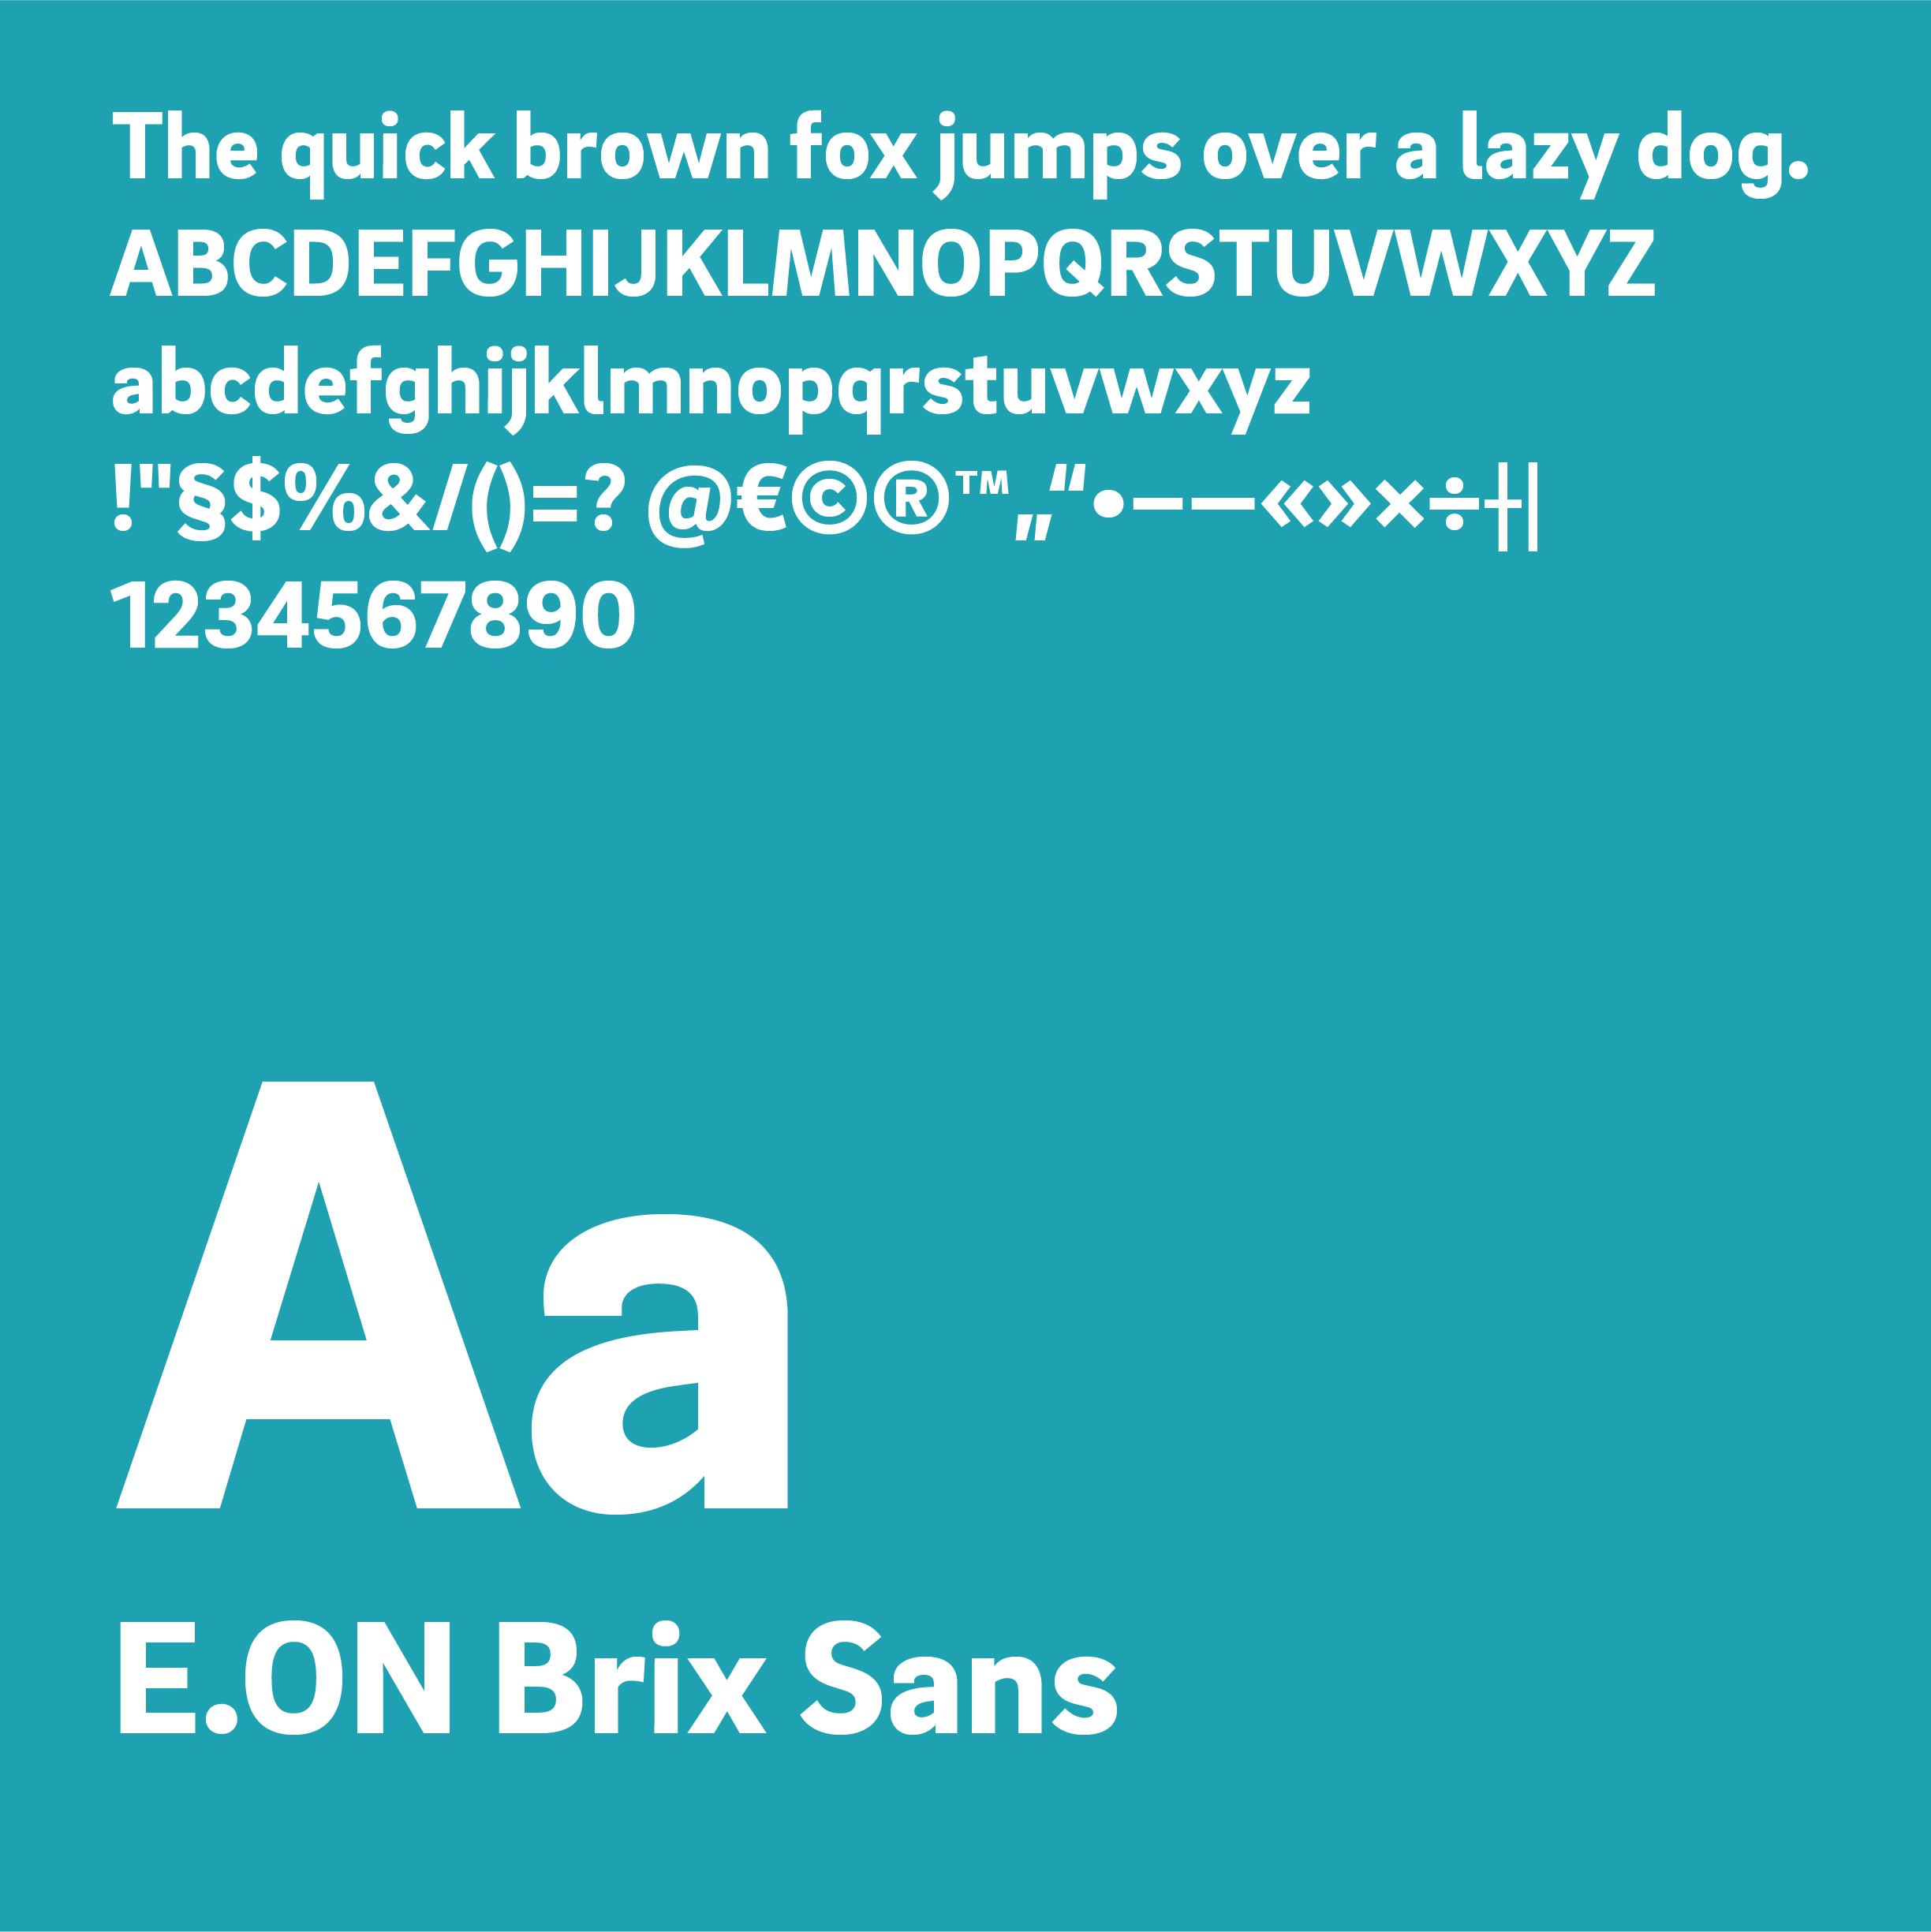 The quick brown fox jumps over a lazy dog.
ABCDEFGHIJKLMNOPQRSTUVWXYZ
abcdefghijklmnopqrstuvwxyz
!"§$%&/()=?@€©®™„“•——«»×÷‡||
1234567890
Aa
E.ON Brix Sans